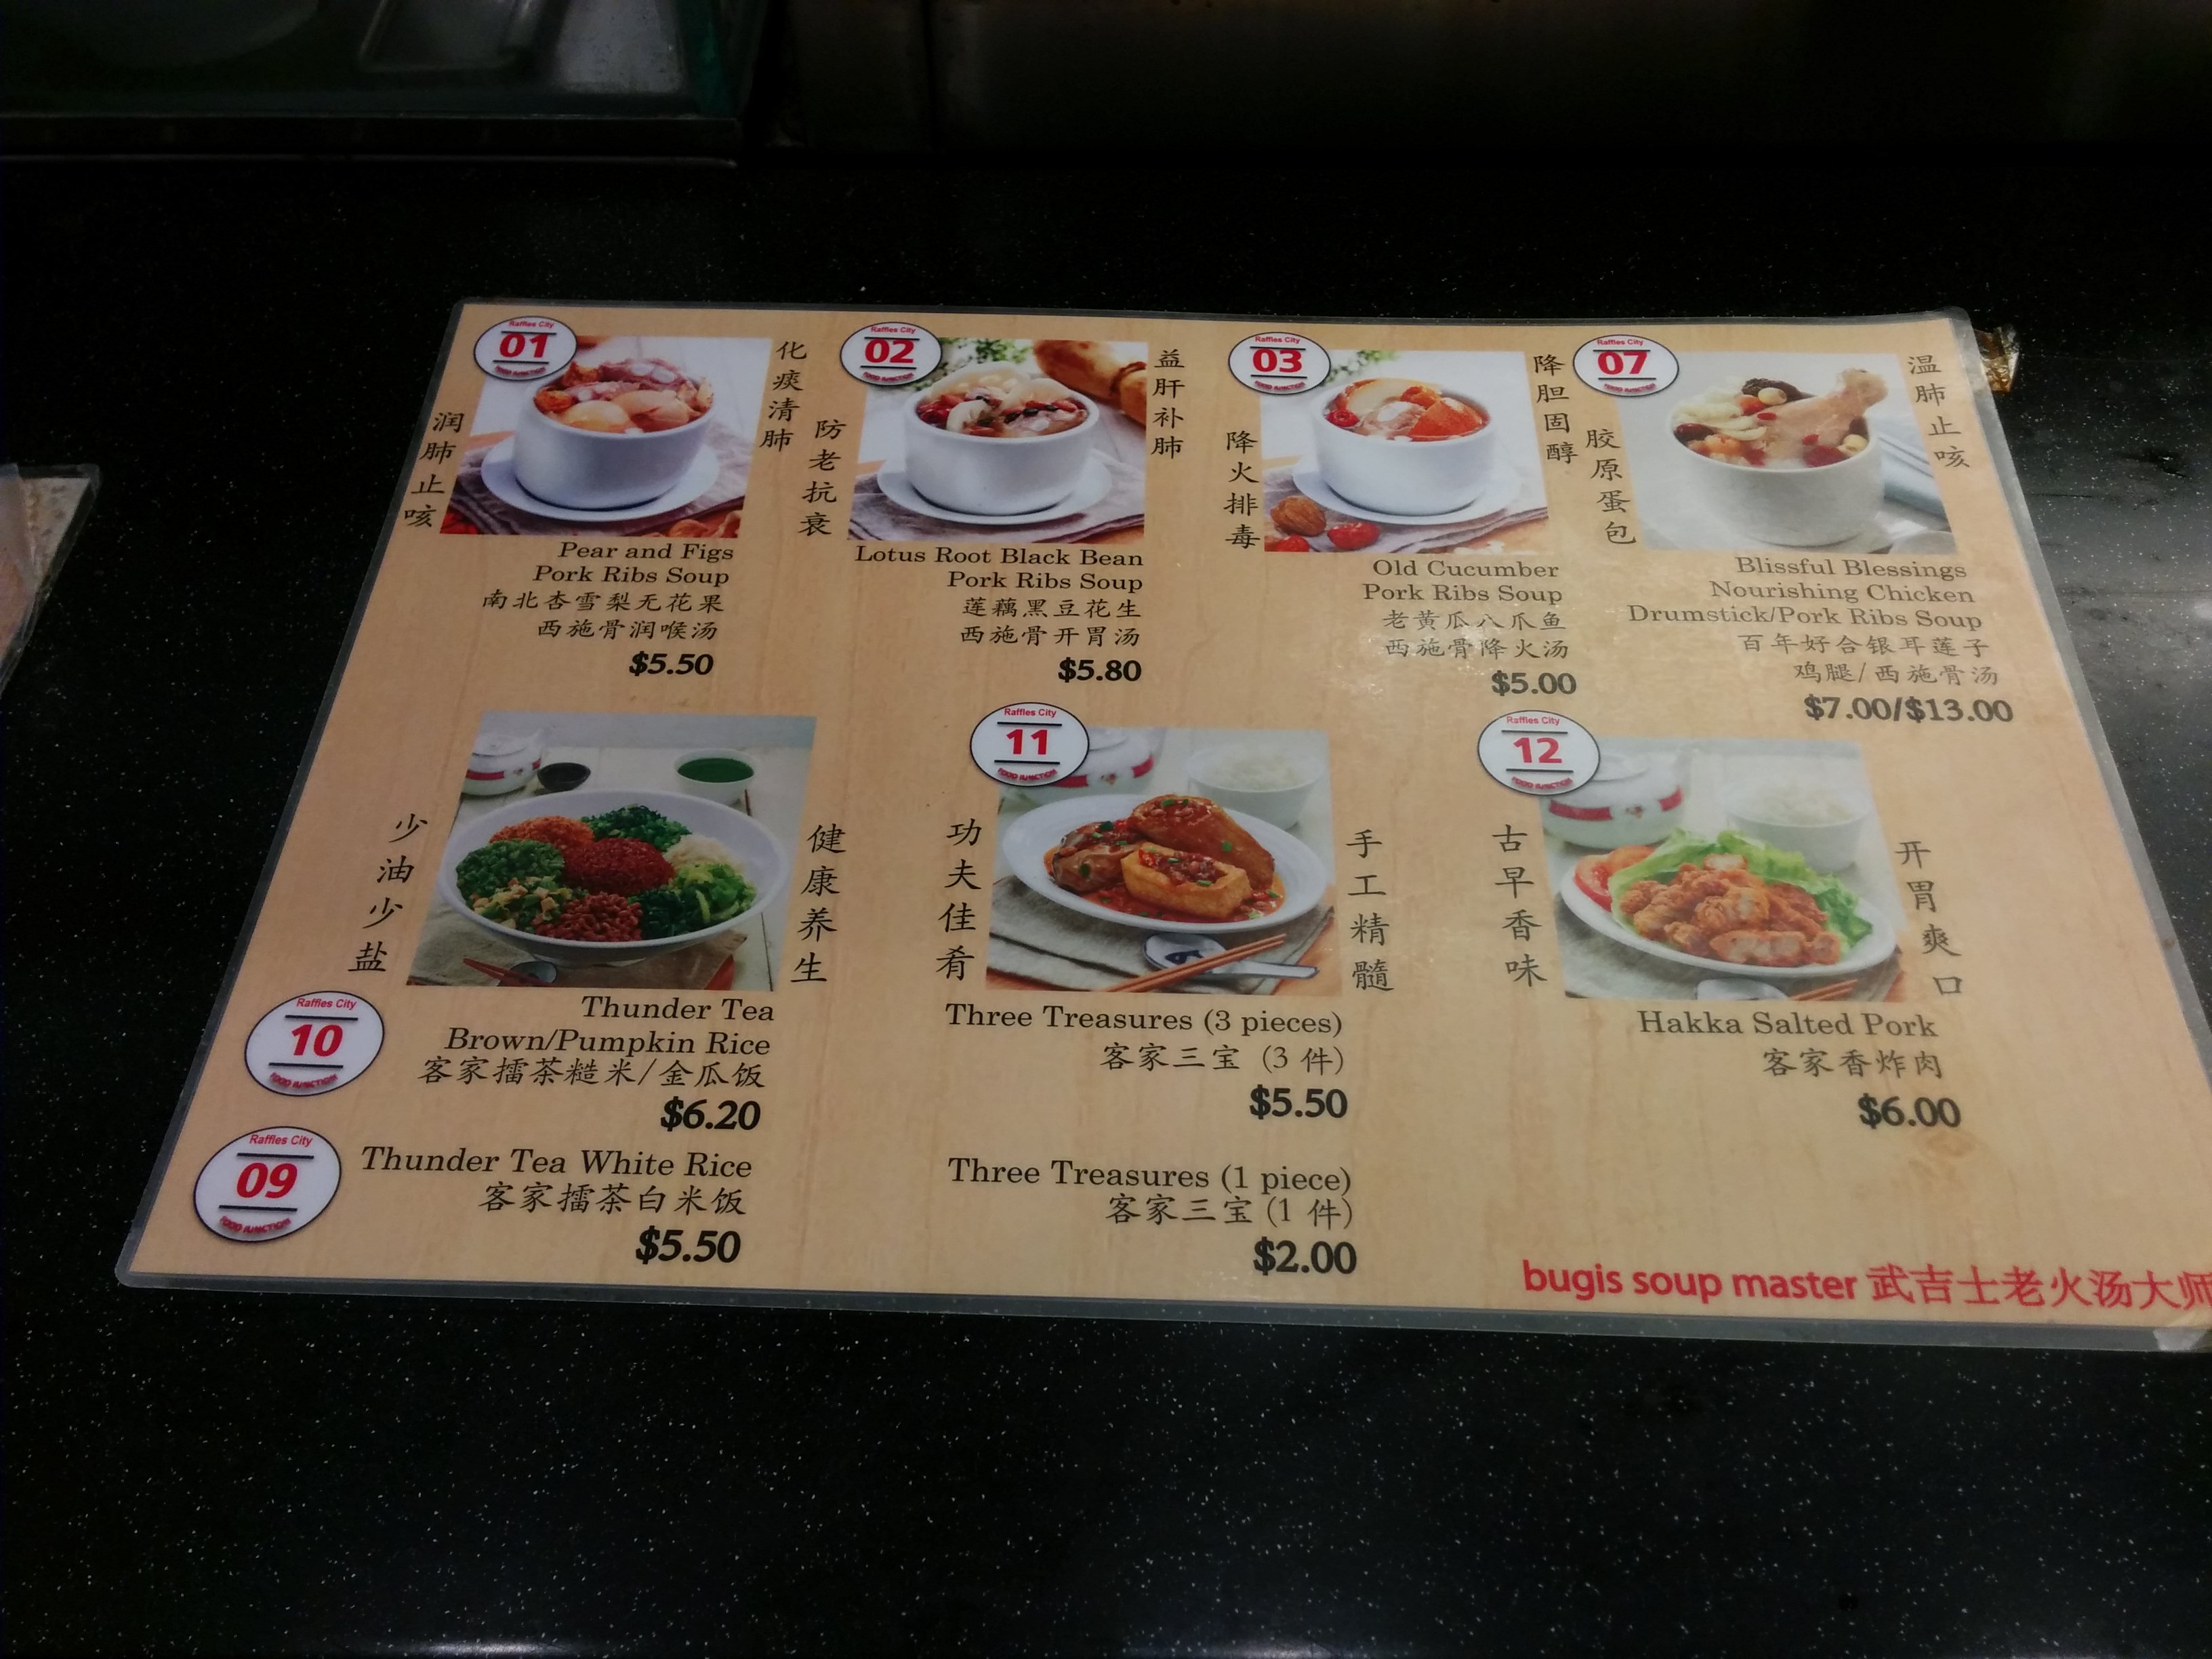 Raffles City
01
FOOD JUNCTION
润肺止咳
化痰清肺
Pear and Figs
Pork Ribs Soup
南北杏雪梨无花果
西施骨润喉汤
$5.50
Raffles City
02
FOOD JUNCTION
防老抗衰
益肝补肺
Lotus Root Black Bean
Pork Ribs Soup
莲藕黑豆花生
西施骨开胃汤
$5.80
Raffles City
03
FOOD JUNCTION
降火排毒
降胆固醇
Old Cucumber
Pork Ribs Soup
老黄瓜八爪鱼
西施骨降火汤
$5.00
Raffles City
07
FOOD JUNCTION
胶原蛋包
温肺止咳
Blissful Blessings
Nourishing Chicken
Drumstick/Pork Ribs Soup
百年好合银耳莲子
鸡腿/西施骨汤
$7.00/$13.00
少油少盐
健康养生
Raffles City
10
FOOD JUNCTION
Thunder Tea
Brown/Pumpkin Rice
客家擂茶糙米/金瓜饭
$6.20
Raffles City
09
FOOD JUNCTION
Thunder Tea White Rice
客家擂茶白米饭
$5.50
Raffles City
11
FOOD JUNCTION
功夫佳肴
手工精髓
Three Treasures (3 pieces)
客家三宝 (3 件)
$5.50
Three Treasures (1 piece)
客家三宝 (1 件)
$2.00
Raffles City
12
FOOD JUNCTION
古早香味
开胃爽口
Hakka Salted Pork
客家香炸肉
$6.00
bugis soup master 武吉士老火汤大师